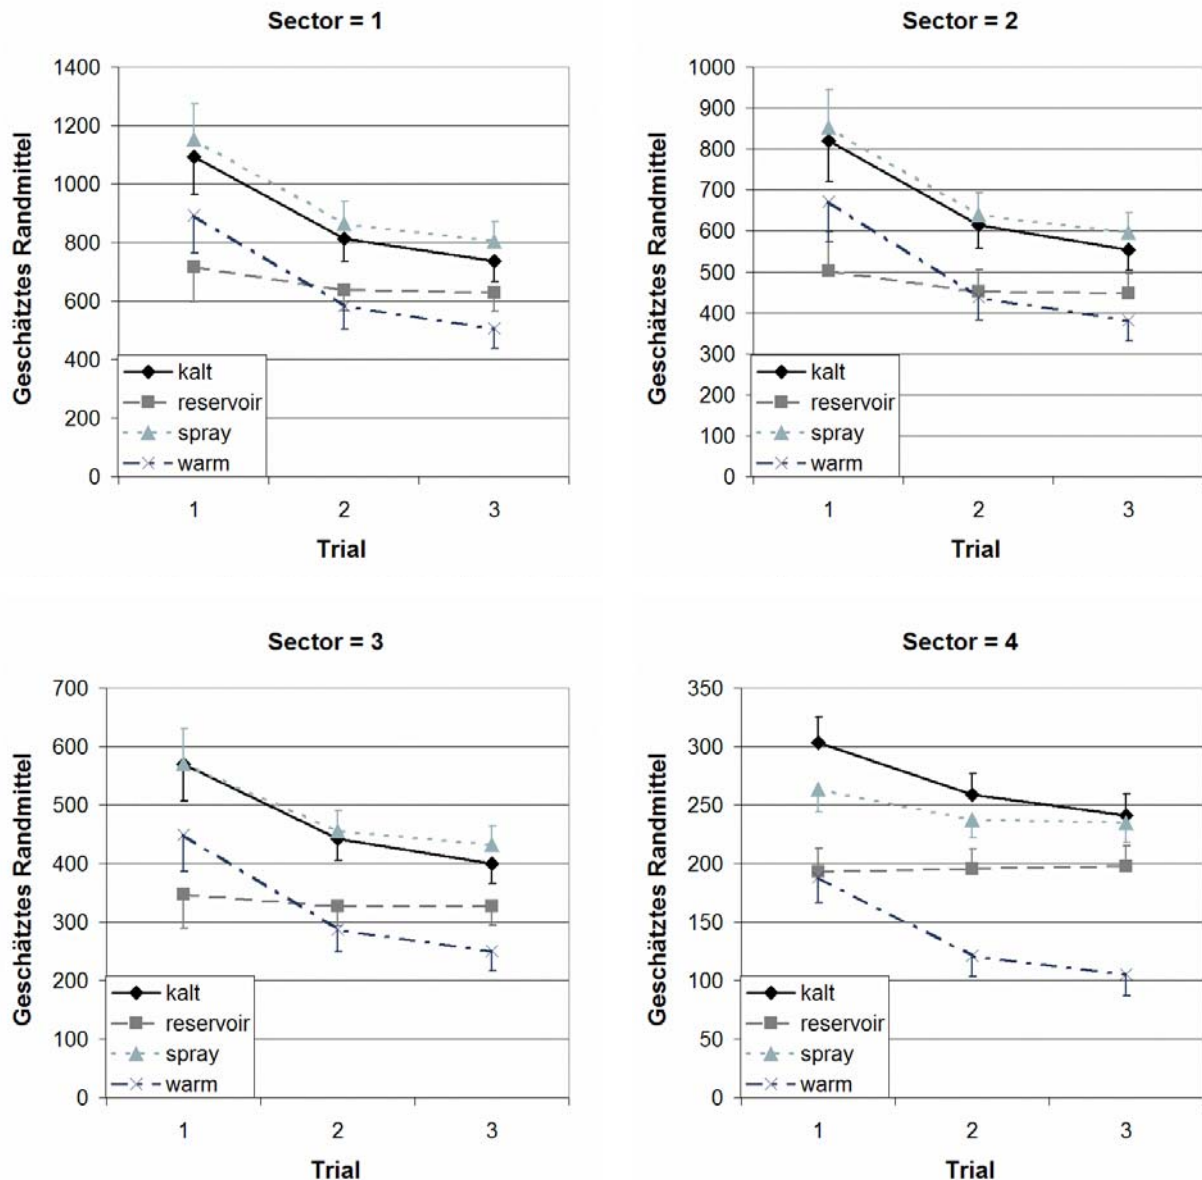 Sector = 1
Geschätztes Randmittel
1400
1200
1000
800
600
400
200
0
kalt
reservoir
spray
warm
1 2 3
Trial
Sector = 2
Geschätztes Randmittel
1000
900
800
700
600
500
400
300
200
100
0
kalt
reservoir
spray
warm
1 2 3
Trial
Sector = 3
Geschätztes Randmittel
700
600
500
400
300
200
100
0
kalt
reservoir
spray
warm
1 2 3
Trial
Sector = 4
Geschätztes Randmittel
350
300
250
200
150
100
50
0
kalt
reservoir
spray
warm
1 2 3
Trial